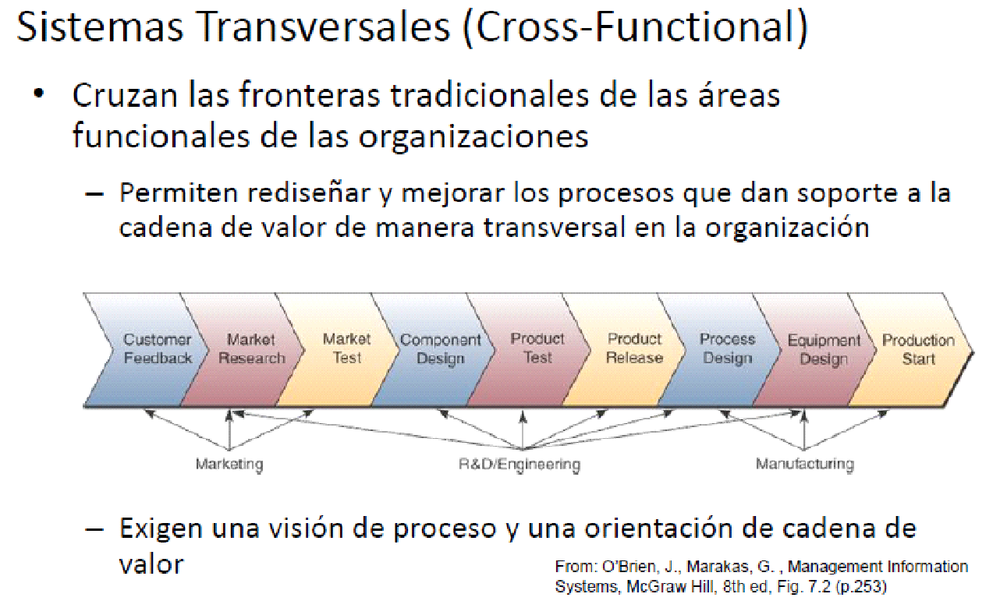 Sistemas Transversales (Cross-Functional)
• Cruzan las fronteras tradicionales de las áreas
funcionales de las organizaciones
– Permiten rediseñar y mejorar los procesos que dan soporte a la
cadena de valor de manera transversal en la organización
Customer
Feedback
Market
Research
Market
Test
Component
Design
Product
Test
Product
Release
Process
Design
Equipment
Design
Production
Start
Marketing
R&D/Engineering
Manufacturing
– Exigen una visión de proceso y una orientación de cadena de
valor
From: O'Brien, J., Marakas, G. , Management Information
Systems, McGraw Hill, 8th ed, Fig. 7.2 (p.253)